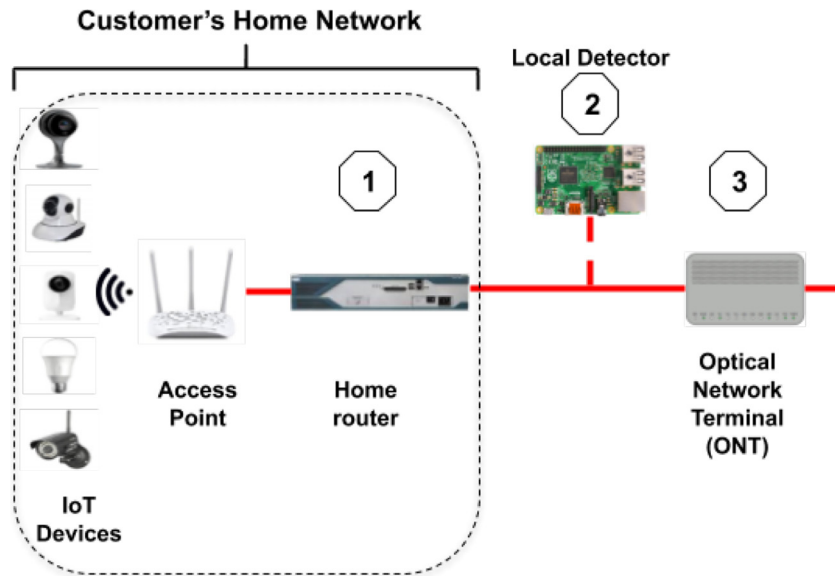 Customer's Home Network
Local Detector
2
1
3
Access
Point
Home
router
Optical
Network
Terminal
(ONT)
IoT
Devices